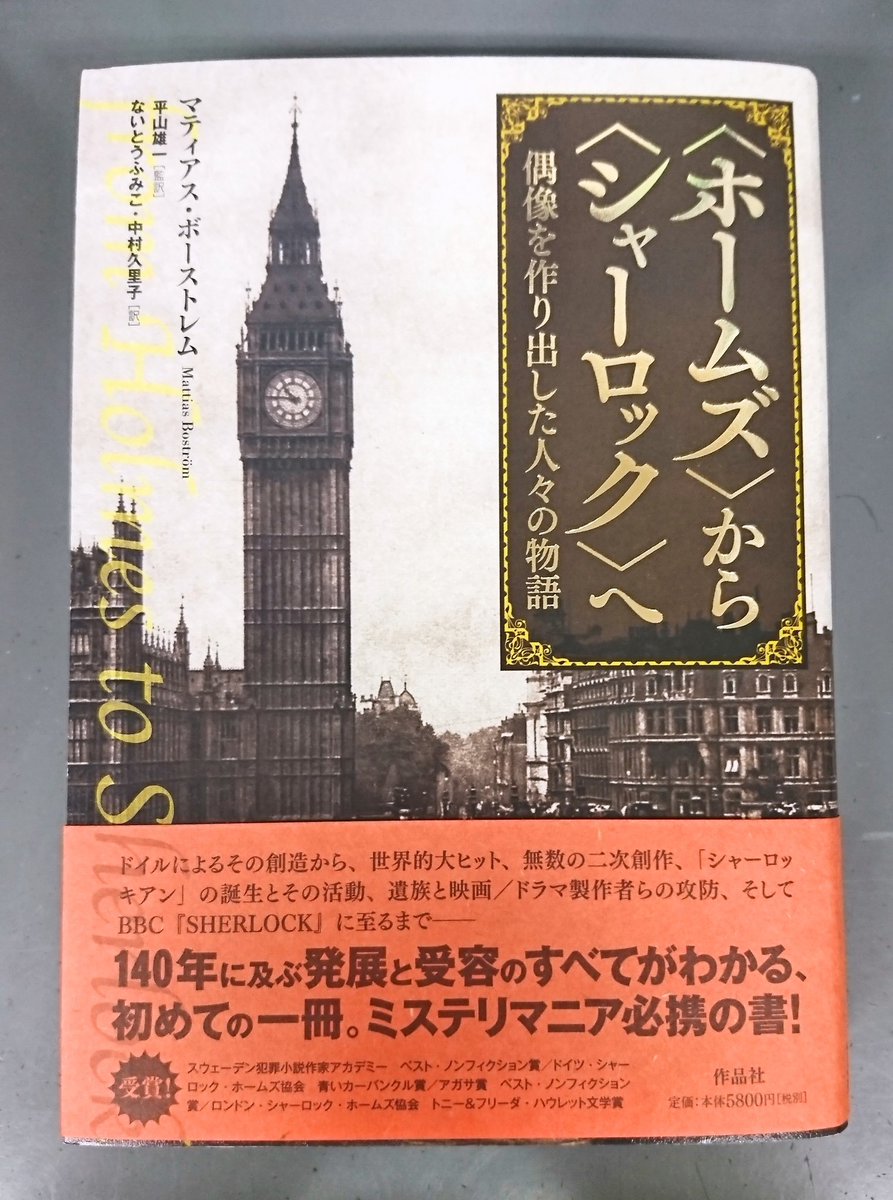 〈ホームズ〉から
〈シャーロック〉へ
偶像を作り出した人々の物語
マティアス・ボーストレム Mattias Boström
平山雄一[監訳]
ないとうふみこ・中村久里子[訳]
From Holmes to Sherlock
ドイルによるその創造から、世界的大ヒット、無数の二次創作、「シャーロッ
キアン」の誕生とその活動、遺族と映画／ドラマ製作者らの攻防、そして
BBC『SHERLOCK』に至るまで──
140年に及ぶ発展と受容のすべてがわかる、
初めての一冊。ミステリマニア必携の書!
受賞!
スウェーデン犯罪小説作家アカデミー ベスト・ノンフィクション賞／ドイツ・シャー
ロック・ホームズ協会 青いカーバンクル賞／アガサ賞 ベスト・ノンフィクション
賞／ロンドン・シャーロック・ホームズ協会 トニー&フリーダ・ハウレット文学賞
作品社
定価:本体5800円[税別]